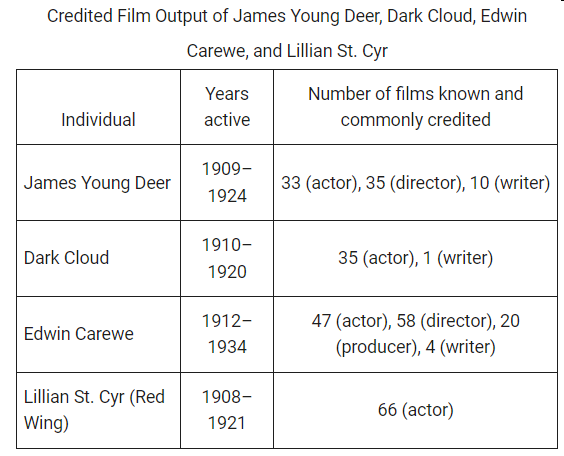 Credited Film Output of James Young Deer, Dark Cloud, Edwin
Carewe, and Lillian St. Cyr
Individual
Years
active
Number of films known and
commonly credited
James Young Deer
1909–
1924
33 (actor), 35 (director), 10 (writer)
Dark Cloud
1910–
1920
35 (actor), 1 (writer)
Edwin Carewe
1912–
1934
47 (actor), 58 (director), 20
(producer), 4 (writer)
Lillian St. Cyr (Red
Wing)
1908–
1921
66 (actor)